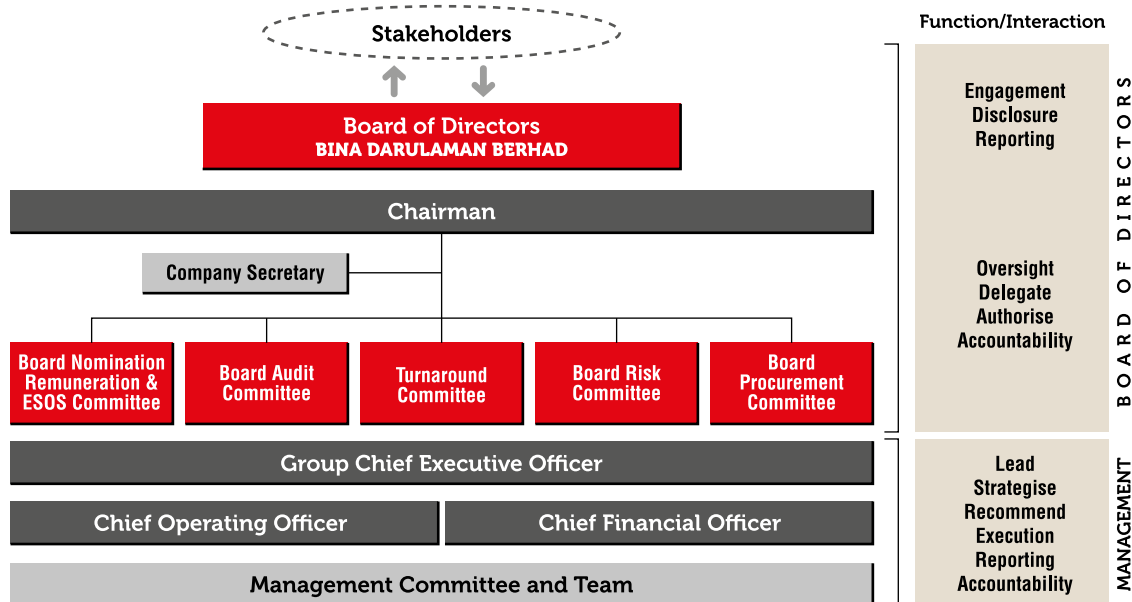 Function/Interaction
Stakeholders
Board of Directors
BINA DARULAMAN BERHAD
Engagement
Disclosure
Reporting
Chairman
Company Secretary
Oversight
Delegate
Authorise
Accountability
BOARD OF DIRECTORS
Board Nomination
Remuneration &
ESOS Committee
Board Audit
Committee
Turnaround
Committee
Board Risk
Committee
Board
Procurement
Committee
Group Chief Executive Officer
Chief Operating Officer
Chief Financial Officer
Management Committee and Team
Lead
Strategise
Recommend
Execution
Reporting
Accountability
MANAGEMENT